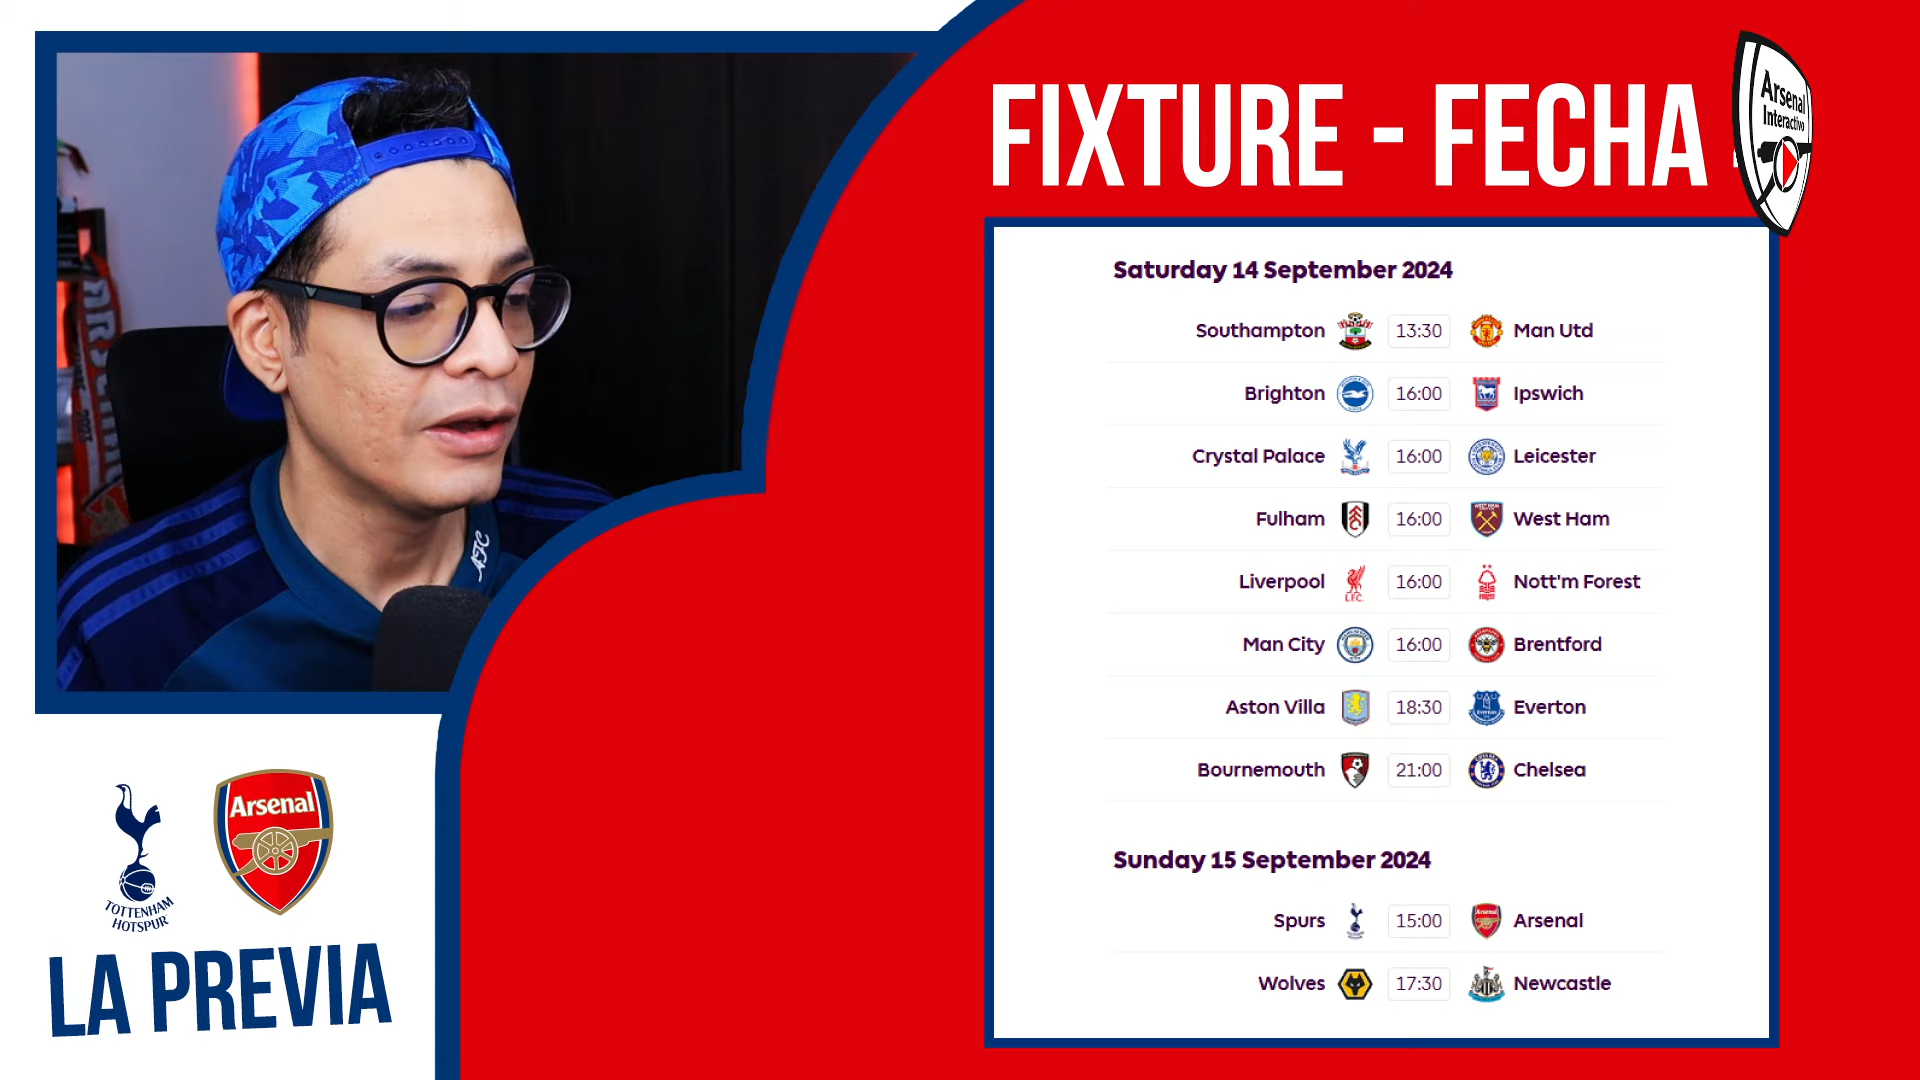 FIXTURE - FECHA
Arsenal
Interactivo
Saturday 14 September 2024
Southampton 13:30 Man Utd
Brighton 16:00 Ipswich
Crystal Palace 16:00 Leicester
Fulham 16:00 West Ham
Liverpool L.F.C. 16:00 Nott'm Forest
Man City 16:00 Brentford
Aston Villa 18:30 Everton
Bournemouth 21:00 Chelsea
Sunday 15 September 2024
Spurs 15:00 Arsenal Arsenal
Wolves 17:30 Newcastle
AFC
TOTTENHAM
HOTSPUR
Arsenal
LA PREVIA